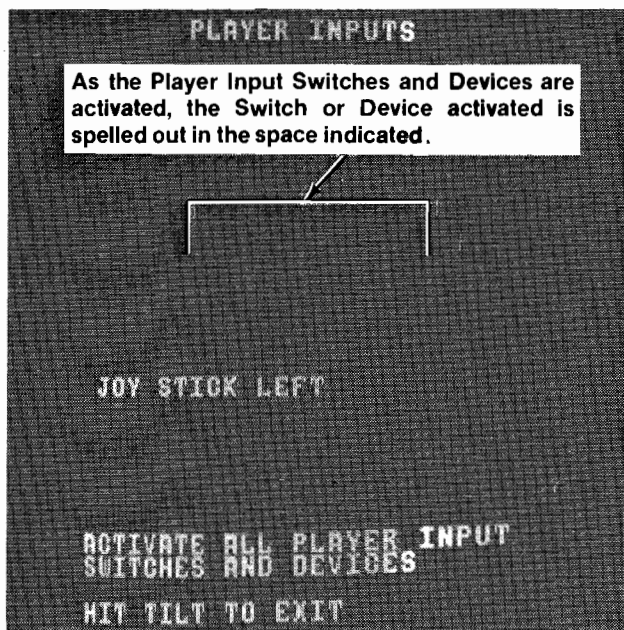 PLAYER INPUTS
As the Player Input Switches and Devices are
activated, the Switch or Device activated is
spelled out in the space indicated.
JOY STICK LEFT
ACTIVATE ALL PLAYER INPUT
SWITCHES AND DEVICES
HIT TILT TO EXIT